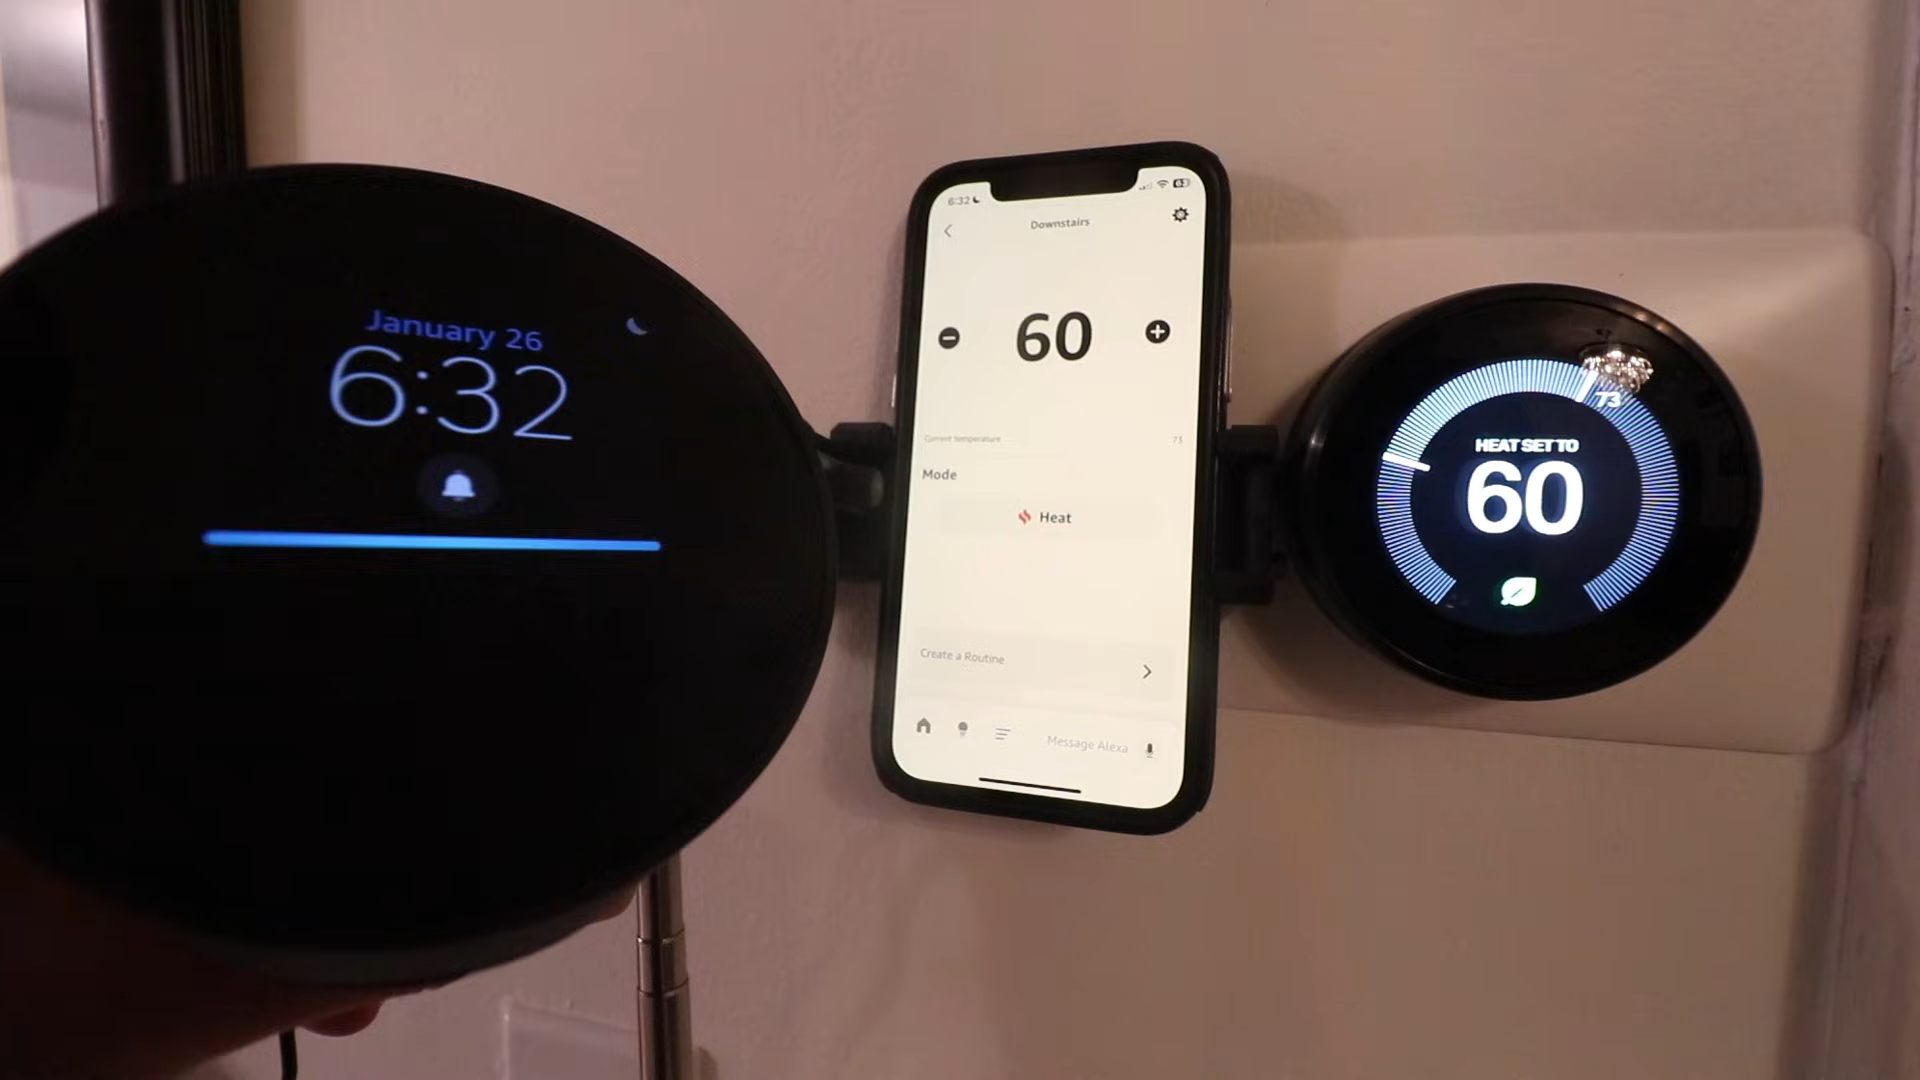 January 26
6:32
6:32
Downstairs
60
Current temperature 73
Mode
Heat
Create a Routine
Message Alexa
73
HEAT SET TO
60